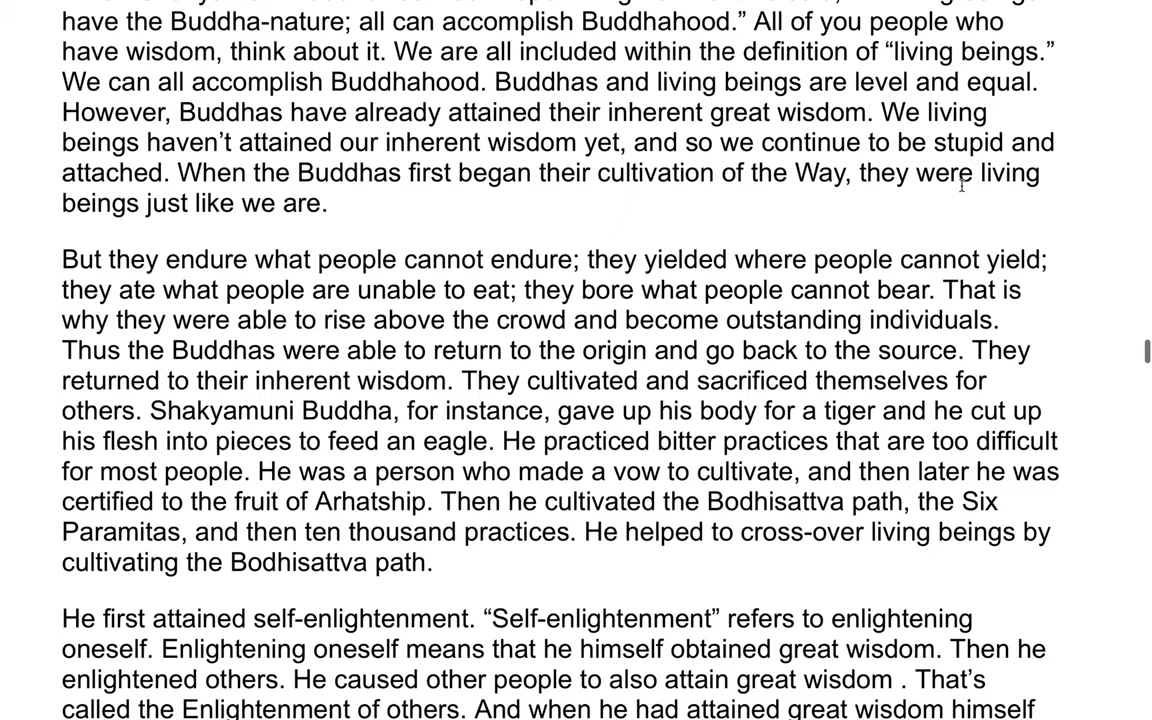 have the Buddha-nature; all can accomplish Buddhahood.” All of you people who
have wisdom, think about it. We are all included within the definition of “living beings.”
We can all accomplish Buddhahood. Buddhas and living beings are level and equal.
However, Buddhas have already attained their inherent great wisdom. We living
beings haven’t attained our inherent wisdom yet, and so we continue to be stupid and
attached. When the Buddhas first began their cultivation of the Way, they were living
beings just like we are.
But they endure what people cannot endure; they yielded where people cannot yield;
they ate what people are unable to eat; they bore what people cannot bear. That is
why they were able to rise above the crowd and become outstanding individuals.
Thus the Buddhas were able to return to the origin and go back to the source. They
returned to their inherent wisdom. They cultivated and sacrificed themselves for
others. Shakyamuni Buddha, for instance, gave up his body for a tiger and he cut up
his flesh into pieces to feed an eagle. He practiced bitter practices that are too difficult
for most people. He was a person who made a vow to cultivate, and then later he was
certified to the fruit of Arhatship. Then he cultivated the Bodhisattva path, the Six
Paramitas, and then ten thousand practices. He helped to cross-over living beings by
cultivating the Bodhisattva path.
He first attained self-enlightenment. “Self-enlightenment” refers to enlightening
oneself. Enlightening oneself means that he himself obtained great wisdom. Then he
enlightened others. He caused other people to also attain great wisdom . That’s
called the Enlightenment of others. And when he had attained great wisdom himself